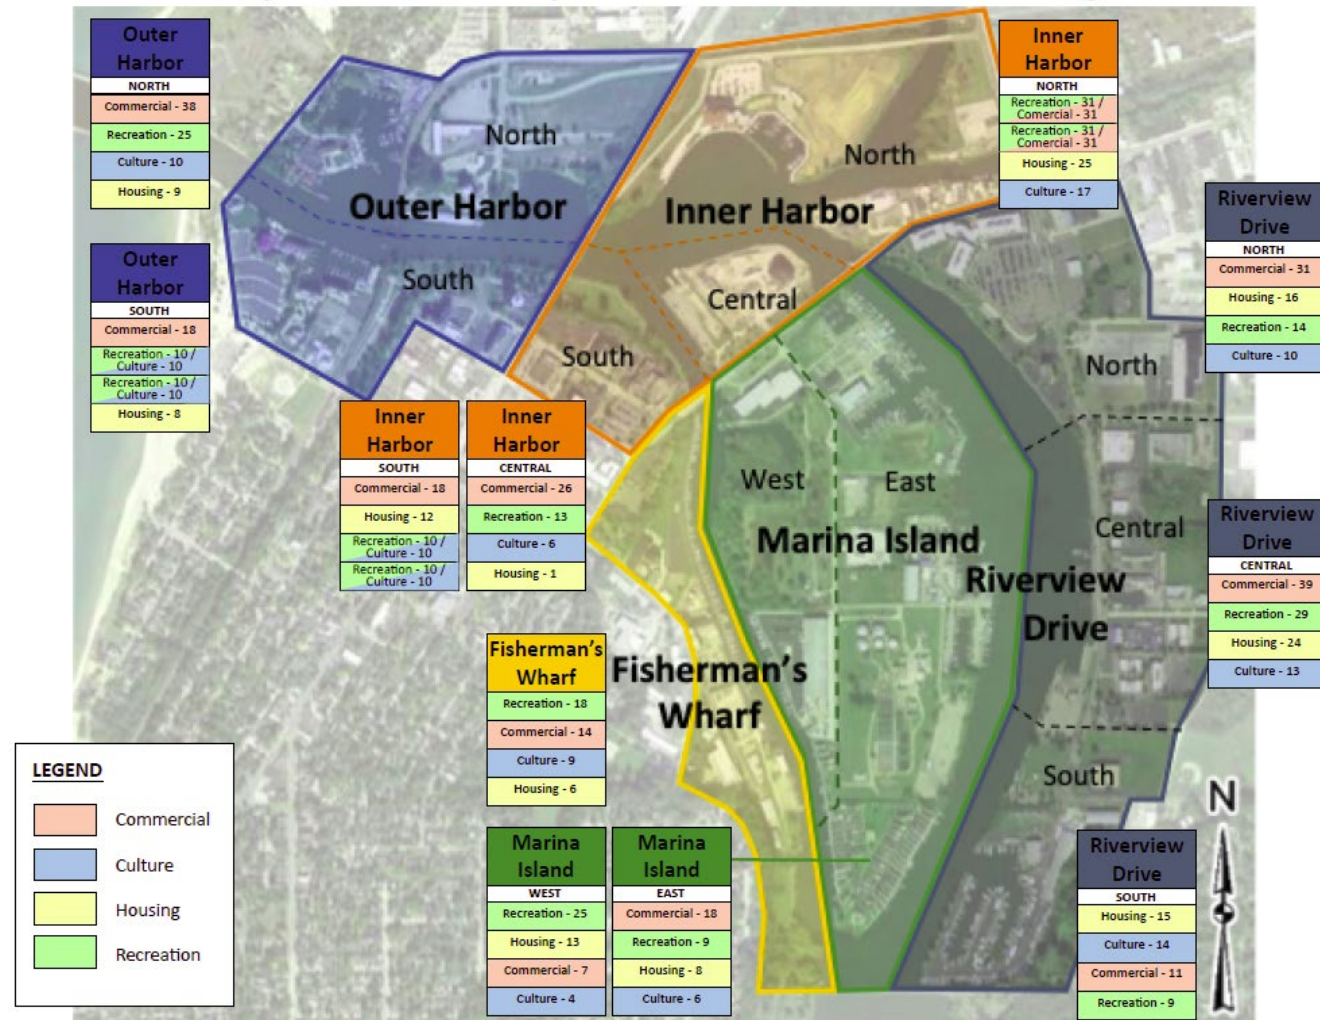 Outer
Harbor
NORTH
Commercial - 38
Recreation - 25
Culture - 10
Housing - 9
Outer
Harbor
SOUTH
Commercial - 18
Recreation - 10 /
Culture - 10
Recreation - 10 /
Culture - 10
Housing - 8
Inner
Harbor
NORTH
Recreation - 31 /
Comercial - 31
Recreation - 31 /
Comercial - 31
Housing - 25
Culture - 17
Riverview
Drive
NORTH
Commercial - 31
Housing - 16
Recreation - 14
Culture - 10
North
Outer Harbor
South
North
Inner Harbor
Central
South
North
Central
South
West
East
Marina Island
Riverview
Drive
Fisherman's
Wharf
Inner
Harbor
SOUTH
Commercial - 18
Housing - 12
Recreation - 10 /
Culture - 10
Recreation - 10 /
Culture - 10
Inner
Harbor
CENTRAL
Commercial - 26
Recreation - 13
Culture - 6
Housing - 1
Riverview
Drive
CENTRAL
Commercial - 39
Recreation - 29
Housing - 24
Culture - 13
Fisherman's
Wharf
Recreation - 18
Commercial - 14
Culture - 9
Housing - 6
Marina
Island
WEST
Recreation - 25
Housing - 13
Commercial - 7
Culture - 4
Marina
Island
EAST
Commercial - 18
Recreation - 9
Housing - 8
Culture - 6
Riverview
Drive
SOUTH
Housing - 15
Culture - 14
Commercial - 11
Recreation - 9
LEGEND
Commercial
Culture
Housing
Recreation
N